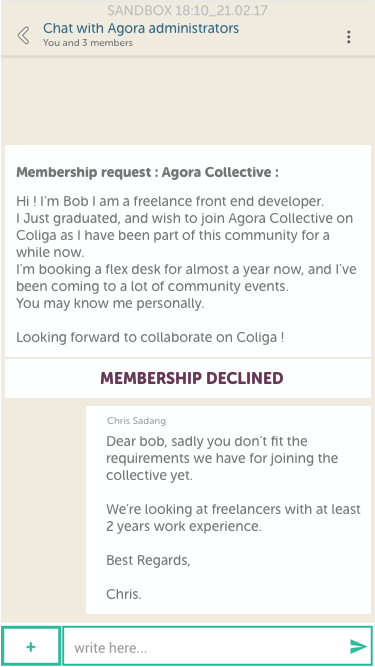 SANDBOX 18:10_21.02.17
Chat with Agora administrators
You and 3 members
Membership request : Agora Collective :
Hi ! I'm Bob I am a freelance front end developer.
I Just graduated, and wish to join Agora Collective on
Coliga as I have been part of this community for a
while now.
I'm booking a flex desk for almost a year now, and I've
been coming to a lot of community events.
You may know me personally.
Looking forward to collaborate on Coliga !
MEMBERSHIP DECLINED
Chris Sadang
Dear bob, sadly you don't fit the
requirements we have for joining the
collective yet.
We're looking at freelancers with at least
2 years work experience.
Best Regards,
Chris.
+
write here...